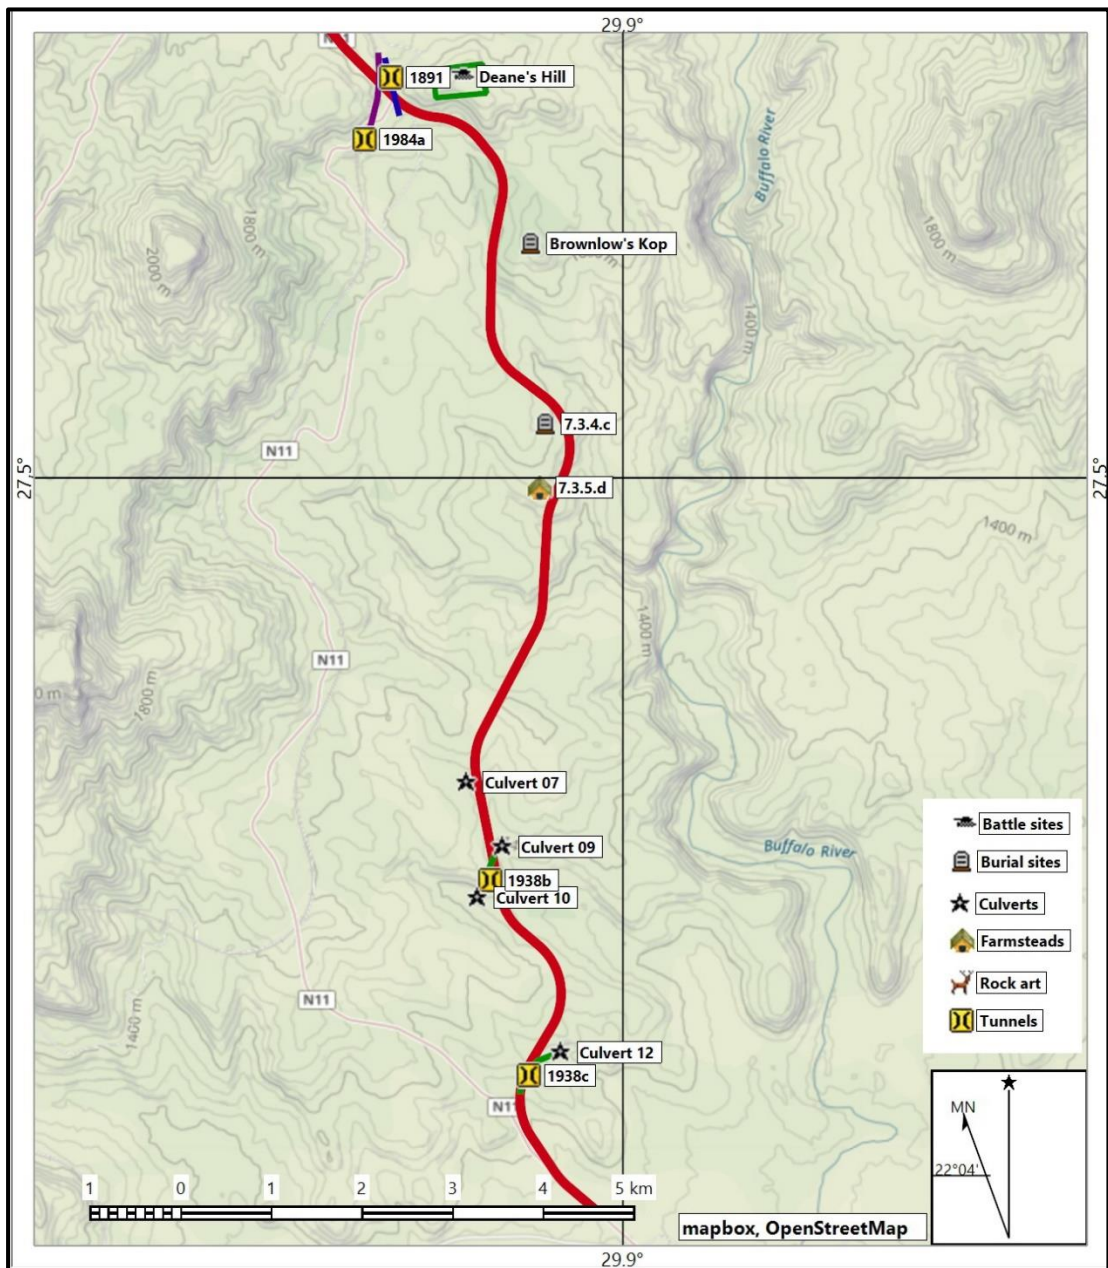 29.9°
1891
Deane's Hill
1984a
Buffalo River
1800 m
2000 m
1800 m
Brownlow's Kop
1400 m
7.3.4.c
N11
27.5°
27.5°
7.3.5.d
1400 m
1400 m
N11
0 m
1800 m
Culvert 07
Culvert 09
Buffalo River
1938b
Culvert 10
N11
1400 m
Culvert 12
1938c
N11
Battle sites
Burial sites
Culverts
Farmsteads
Rock art
Tunnels
MN
22°04'
1 0 1 2 3 4 5 km
mapbox, OpenStreetMap
29.9°